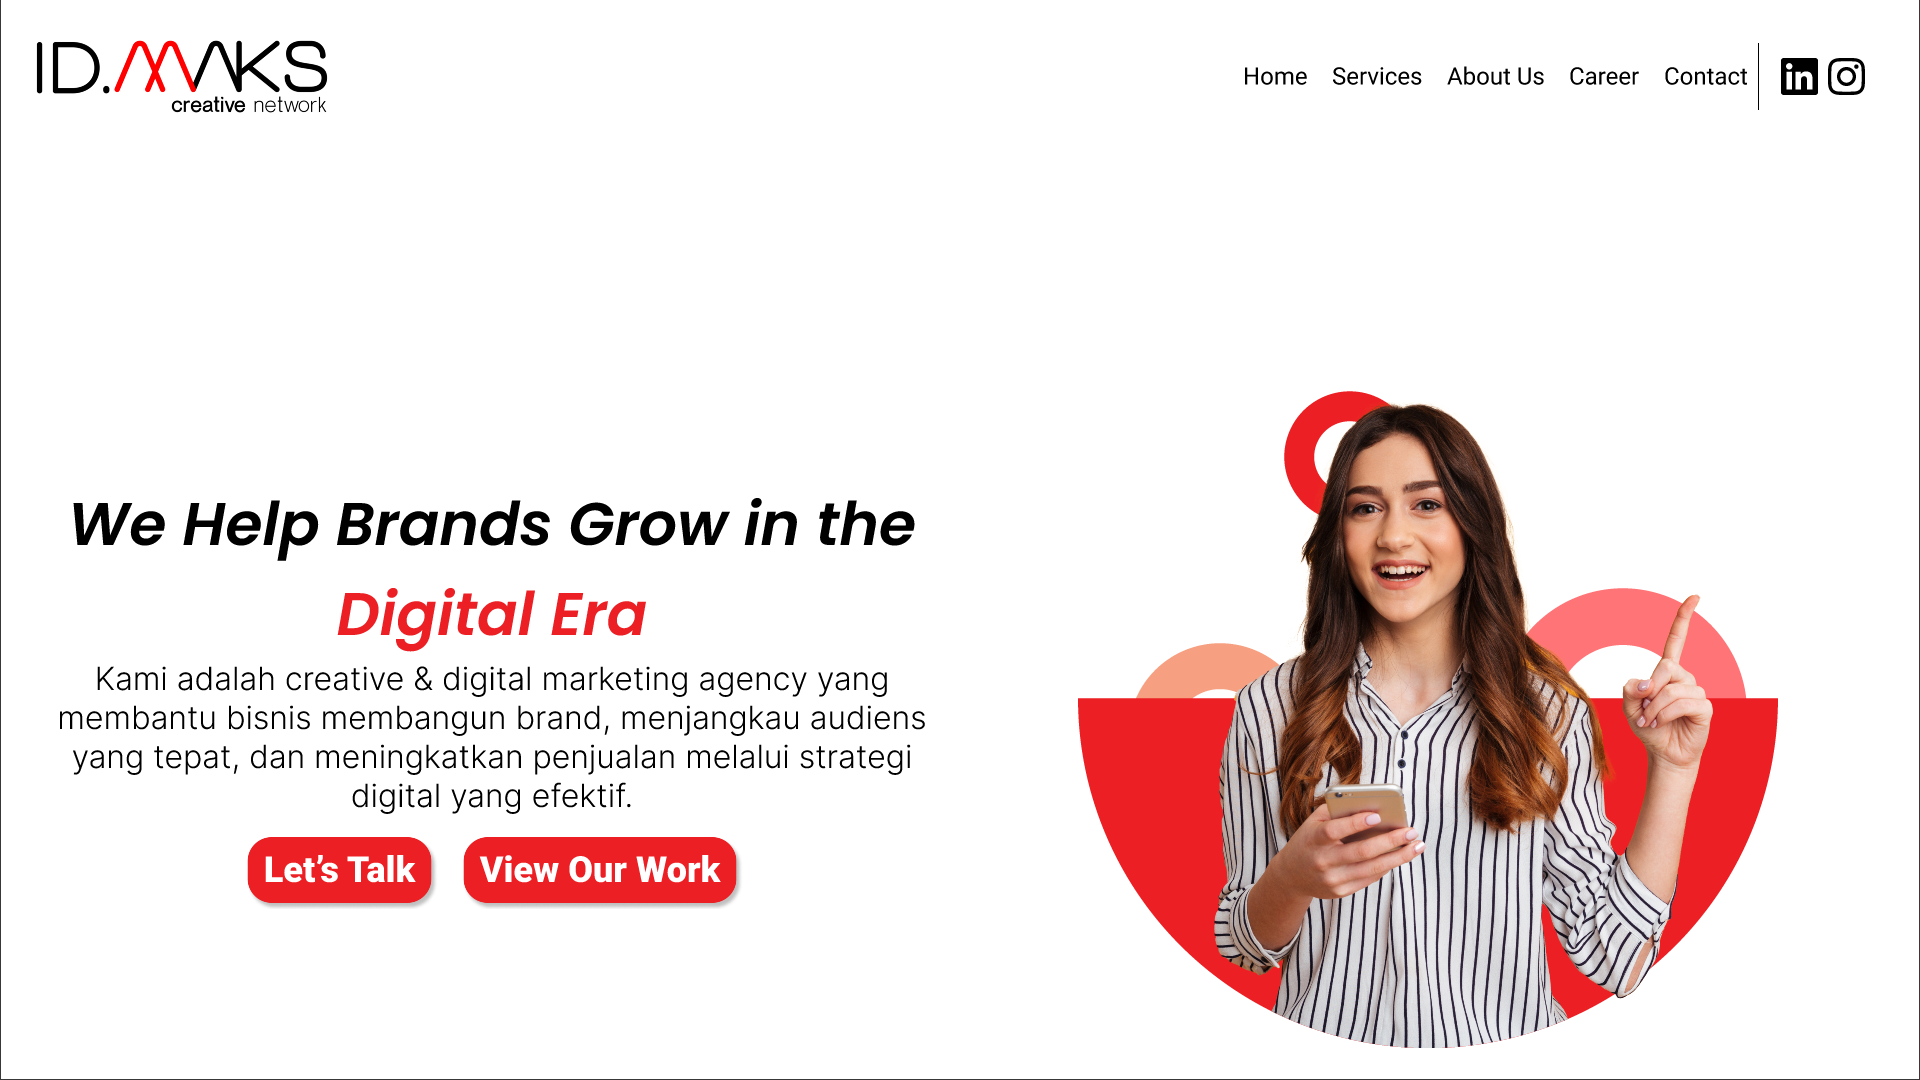 ID.MAKS
creative network
Home Services About Us Career Contact
We Help Brands Grow in the
Digital Era
Kami adalah creative & digital marketing agency yang
membantu bisnis membangun brand, menjangkau audiens
yang tepat, dan meningkatkan penjualan melalui strategi
digital yang efektif.
Let’s Talk View Our Work